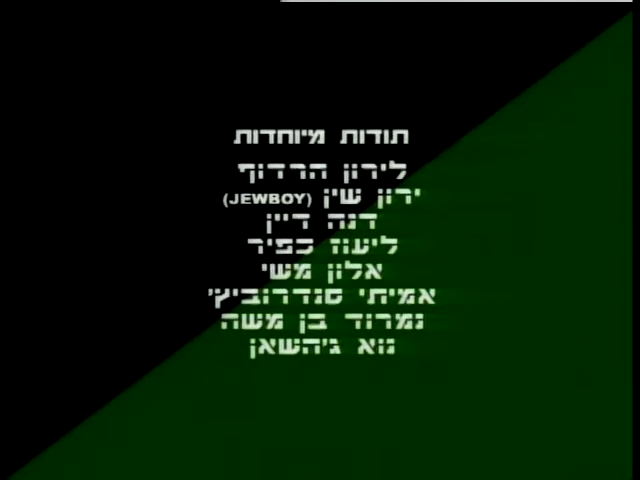 תודות מיוחדות
לירון הרדוף
ירון שין (JEWBOY)
דנה דיין
ליעוז כפיר
אלון משי
אמיתי סנדרוביץ'
נמרוד בן משה
נוא ג'השאן